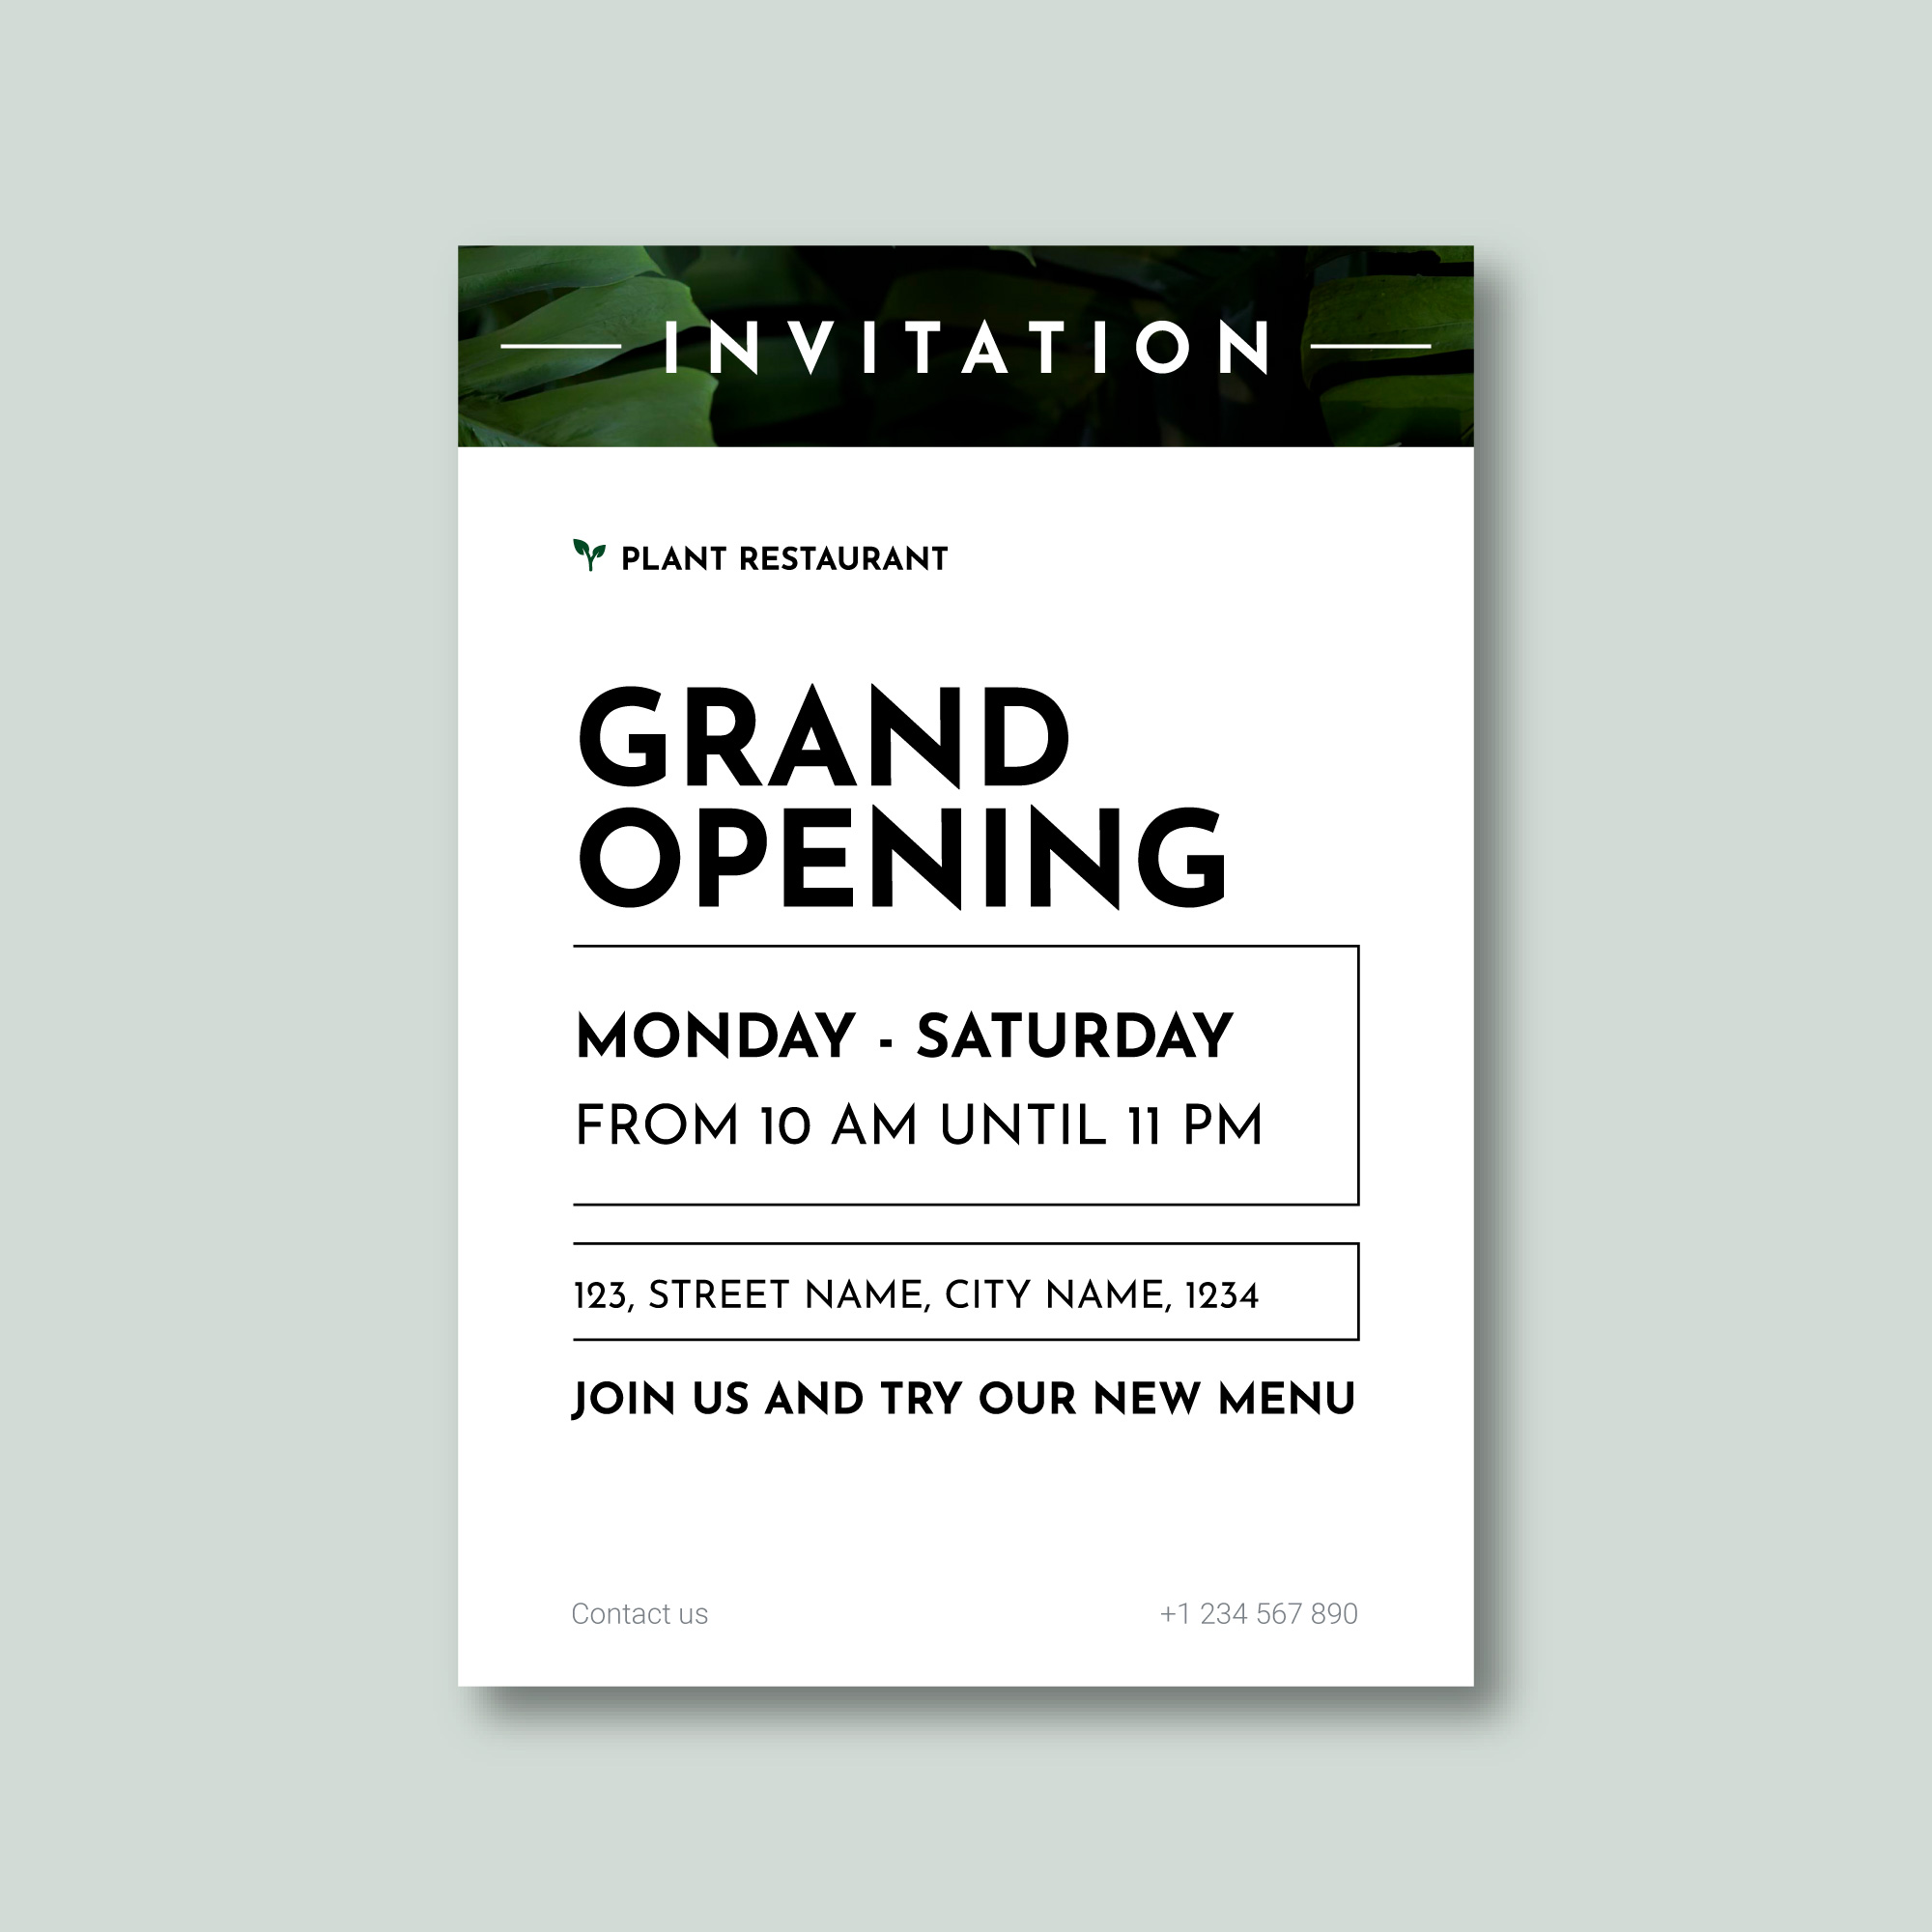 INVITATION
PLANT RESTAURANT
GRAND
OPENING
MONDAY - SATURDAY
FROM 10 AM UNTIL 11 PM
123, STREET NAME, CITY NAME, 1234
JOIN US AND TRY OUR NEW MENU
Contact us
+1 234 567 890